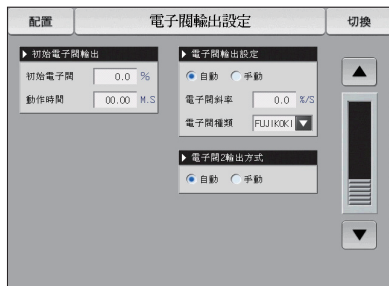 配置
電子閥輸出設定
切換
初始電子閥輸出
初始電子閥 0.0 %
動作時間 00.00 M.S
電子閥輸出設定
自動 手動
電子閥斜率 0.0 %/S
電子閥種類 FUJIKOKI
電子閥2輸出方式
自動 手動